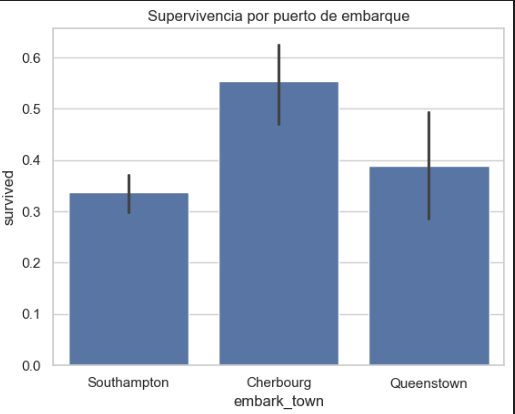 Supervivencia por puerto de embarque
survived
0.6
0.5
0.4
0.3
0.2
0.1
0.0
Southampton Cherbourg Queenstown
embark_town